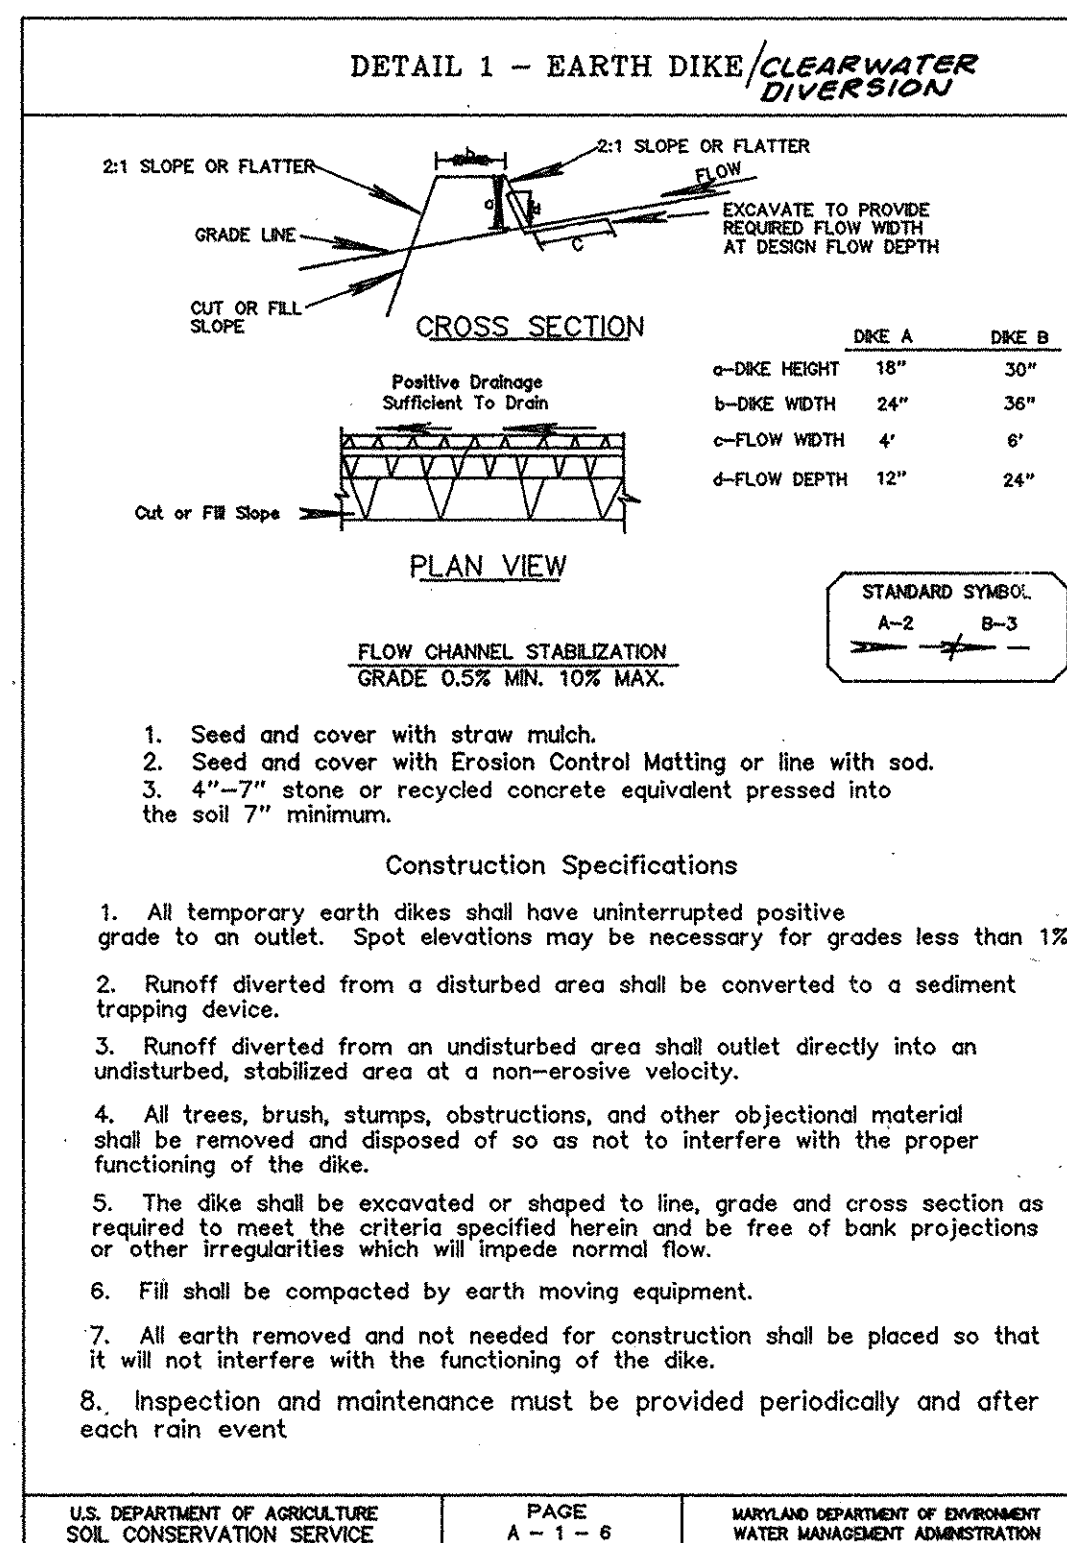 DETAIL 1 – EARTH DIKE/CLEARWATER
DIVERSION
2:1 SLOPE OR FLATTER
b
2:1 SLOPE OR FLATTER
FLOW
a
d
EXCAVATE TO PROVIDE
REQUIRED FLOW WIDTH
AT DESIGN FLOW DEPTH
GRADE LINE
C
CUT OR FILL
SLOPE
CROSS SECTION
DIKE A DIKE B
a–DIKE HEIGHT 18" 30"
b–DIKE WIDTH 24" 36"
c–FLOW WIDTH 4' 6'
d–FLOW DEPTH 12" 24"
Positive Drainage
Sufficient To Drain
Cut or Fill Slope
PLAN VIEW
STANDARD SYMBOL
A–2 B–3
FLOW CHANNEL STABILIZATION
GRADE 0.5% MIN. 10% MAX.
1. Seed and cover with straw mulch.
2. Seed and cover with Erosion Control Matting or line with sod.
3. 4"–7" stone or recycled concrete equivalent pressed into
the soil 7" minimum.
Construction Specifications
1. All temporary earth dikes shall have uninterrupted positive
grade to an outlet. Spot elevations may be necessary for grades less than 1%
2. Runoff diverted from a disturbed area shall be converted to a sediment
trapping device.
3. Runoff diverted from an undisturbed area shall outlet directly into an
undisturbed, stabilized area at a non–erosive velocity.
4. All trees, brush, stumps, obstructions, and other objectional material
shall be removed and disposed of so as not to interfere with the proper
functioning of the dike.
5. The dike shall be excavated or shaped to line, grade and cross section as
required to meet the criteria specified herein and be free of bank projections
or other irregularities which will impede normal flow.
6. Fill shall be compacted by earth moving equipment.
7. All earth removed and not needed for construction shall be placed so that
it will not interfere with the functioning of the dike.
8. Inspection and maintenance must be provided periodically and after
each rain event
U.S. DEPARTMENT OF AGRICULTURE
SOIL CONSERVATION SERVICE
PAGE
A – 1 – 6
MARYLAND DEPARTMENT OF ENVIRONMENT
WATER MANAGEMENT ADMINISTRATION